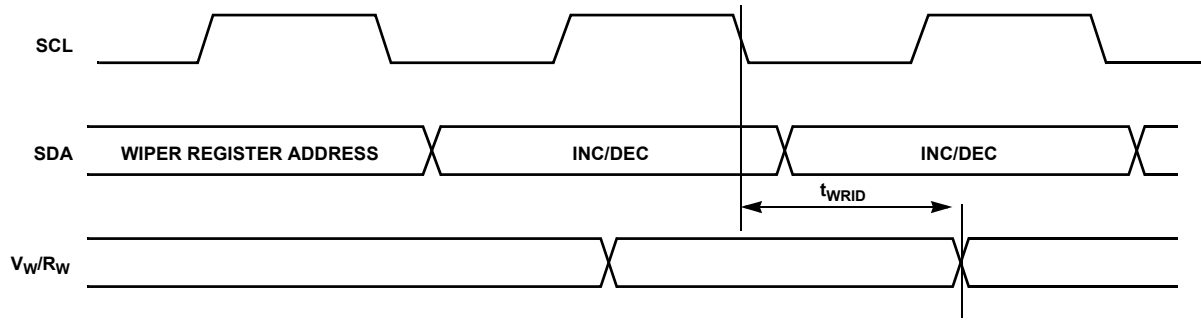 SCL
SDA WIPER REGISTER ADDRESS INC/DEC INC/DEC
tWRID
VW/RW